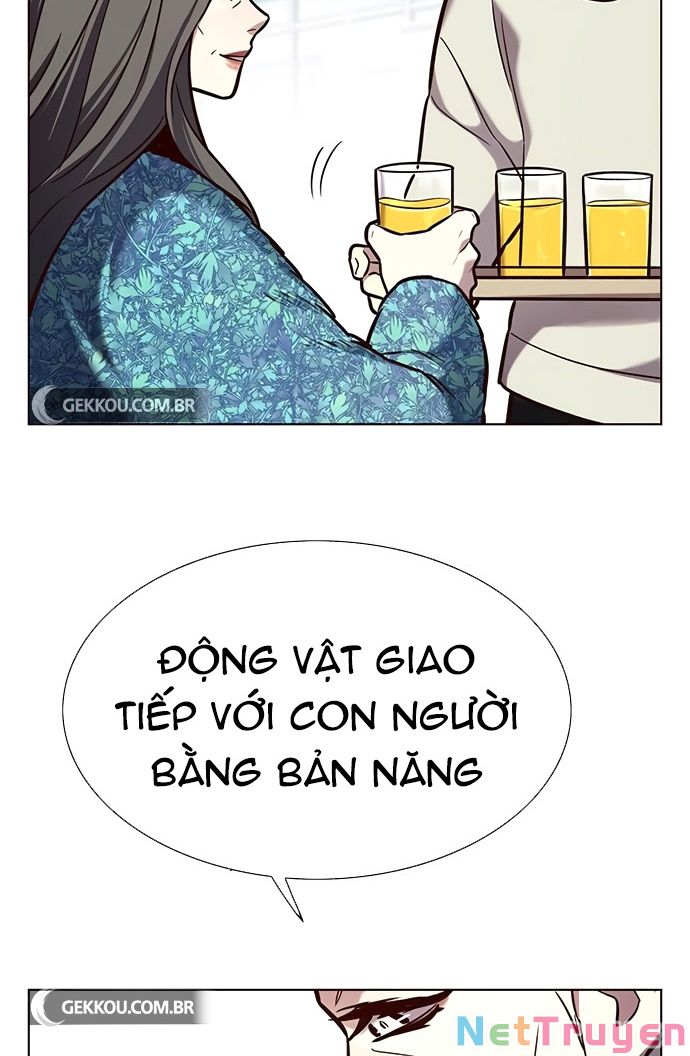 GEKKOU.COM.BR
ĐỘNG VẬT GIAO
TIẾP VỚI CON NGƯỜI
BẰNG BẢN NĂNG
GEKKOU.COM.BR
NetTruyen